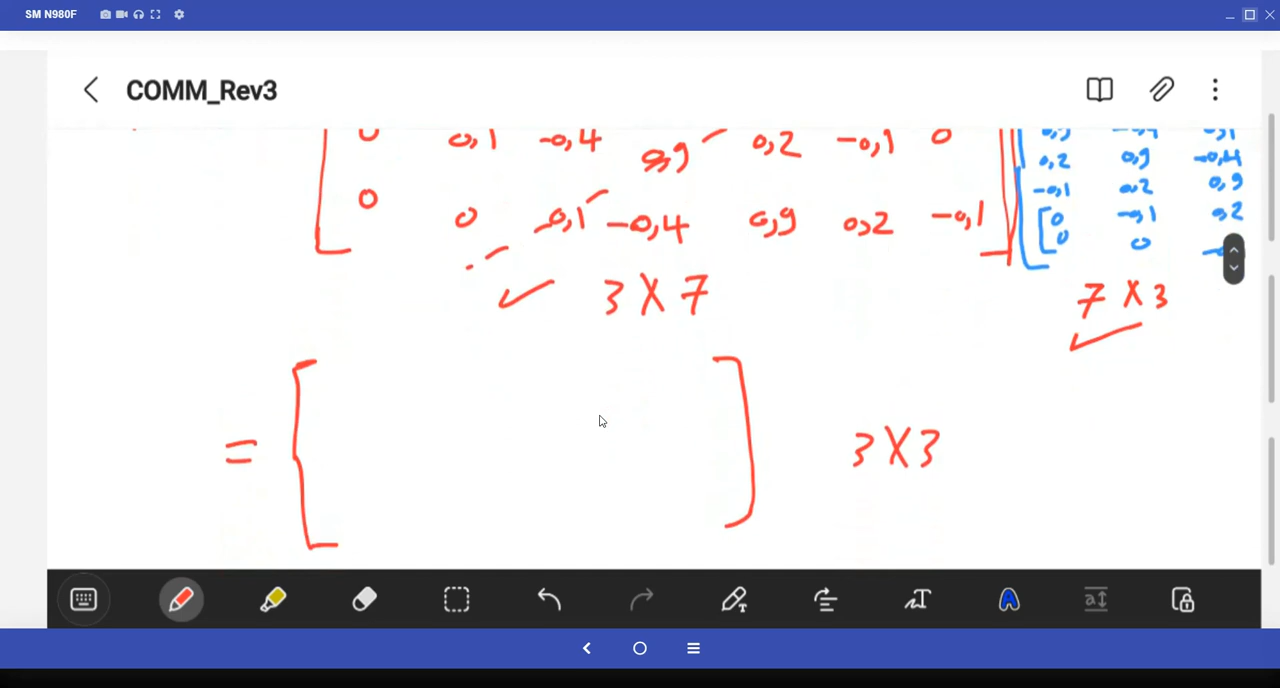 SM N980F
COMM_Rev3
0 0,1 -0,4 0,9 0,2 -0,1 0
0,2 0,9 -0,4
0 0 -0,1 -0,4 0,9 0,2 -0,1
-0,1 0,2 0,9
0 -0,1 0,2
0 0
3 X 7
7 X 3
= [ ] 3 X 3